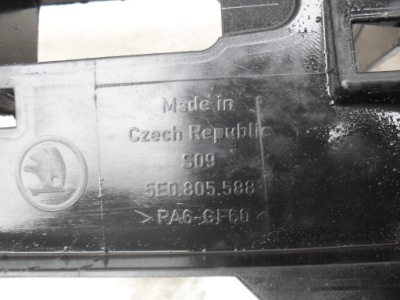 Made in
Czech Republic
S09
5E0.805.588
>PA6-GF60<